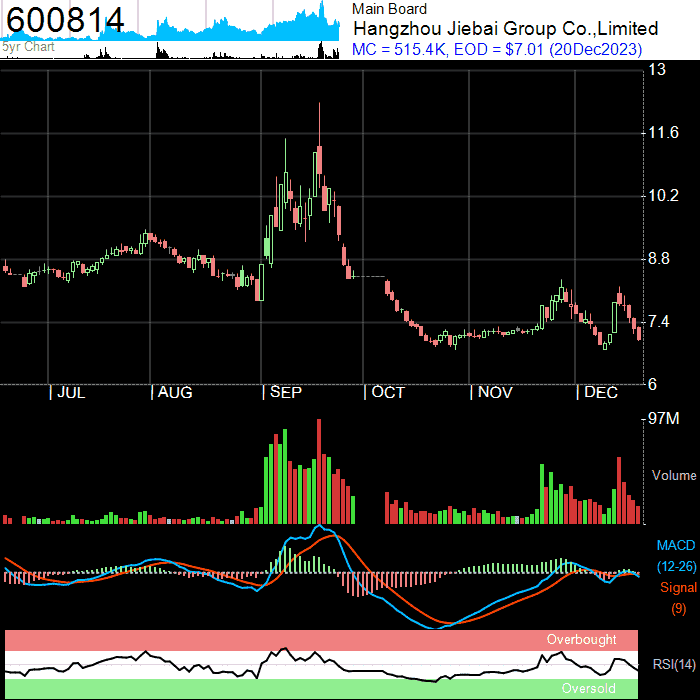 600814
5yr Chart
Main Board
Hangzhou Jiebai Group Co.,Limited
MC = 515.4K, EOD = $7.01 (20Dec2023)
13
11.6
10.2
8.8
7.4
6
| JUL | AUG | SEP | OCT | NOV | DEC
97M
Volume
MACD
(12-26)
Signal
(9)
Overbought
RSI(14)
Oversold